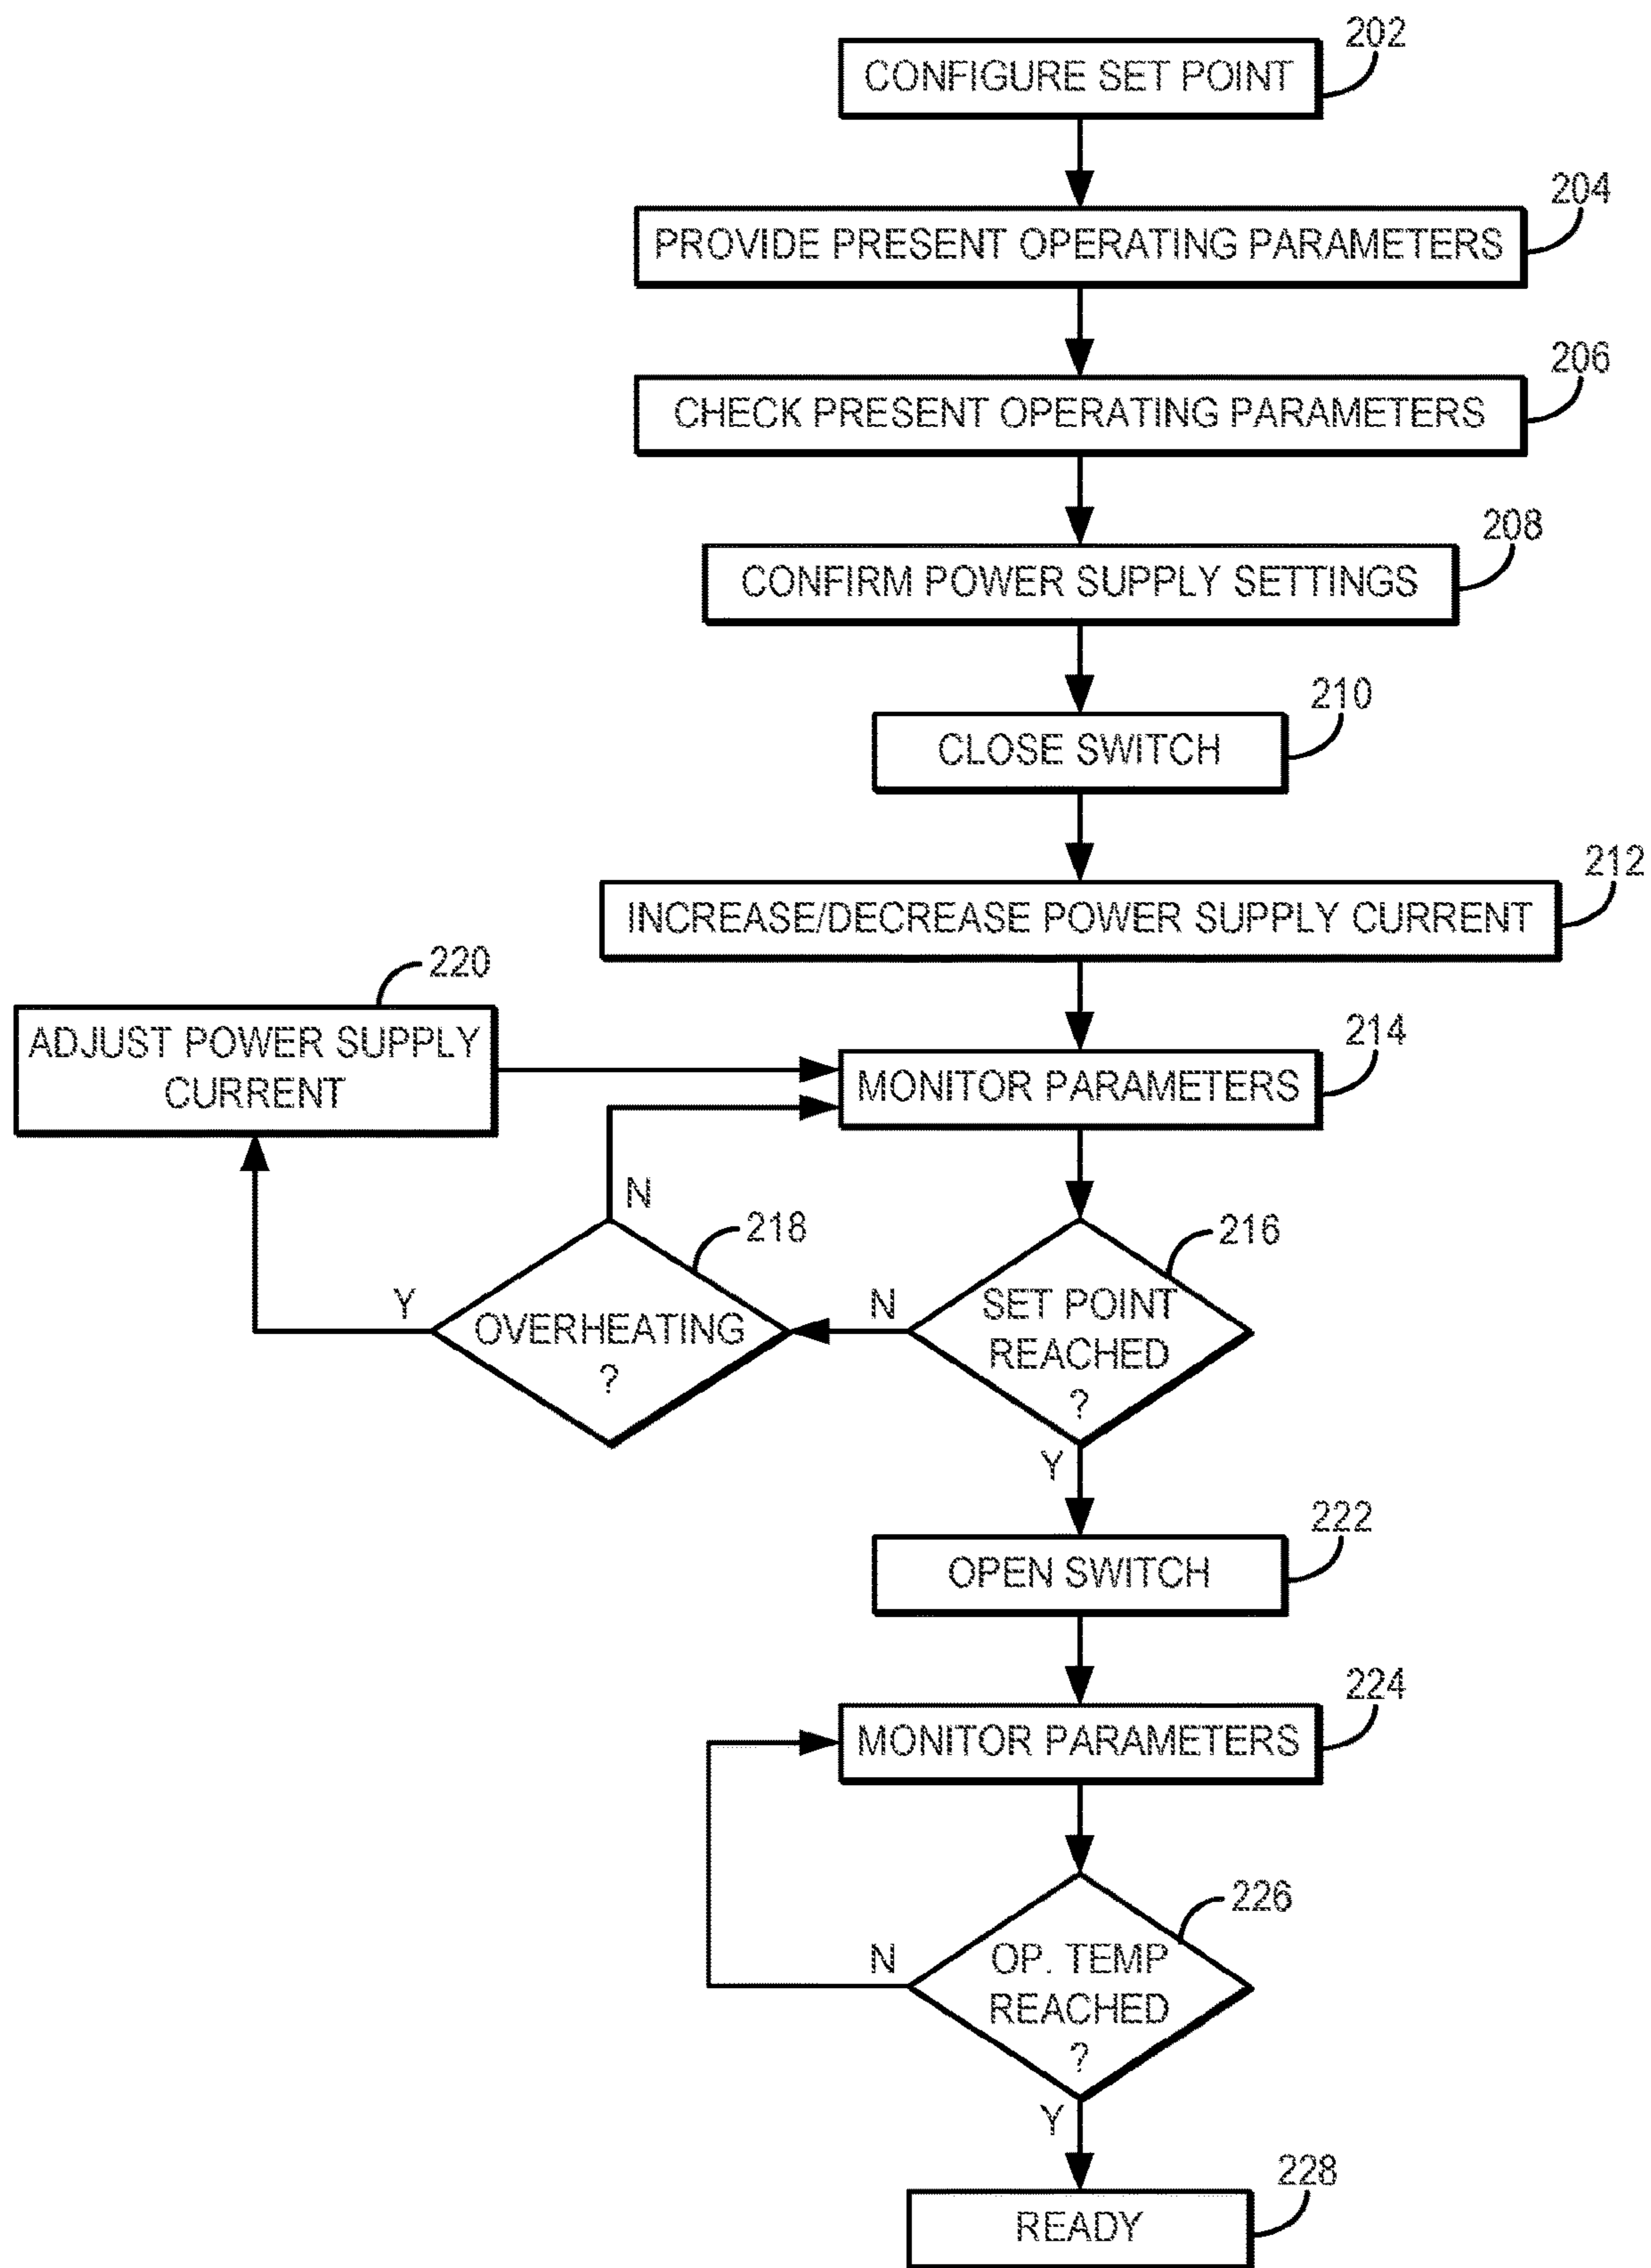 202
CONFIGURE SET POINT
204
PROVIDE PRESENT OPERATING PARAMETERS
206
CHECK PRESENT OPERATING PARAMETERS
208
CONFIRM POWER SUPPLY SETTINGS
210
CLOSE SWITCH
212
INCREASE/DECREASE POWER SUPPLY CURRENT
220
ADJUST POWER SUPPLY
CURRENT
214
MONITOR PARAMETERS
N
218
Y
OVERHEATING
?
216
N
SET POINT
REACHED
?
Y
222
OPEN SWITCH
224
MONITOR PARAMETERS
226
N
OP. TEMP
REACHED
?
Y
228
READY